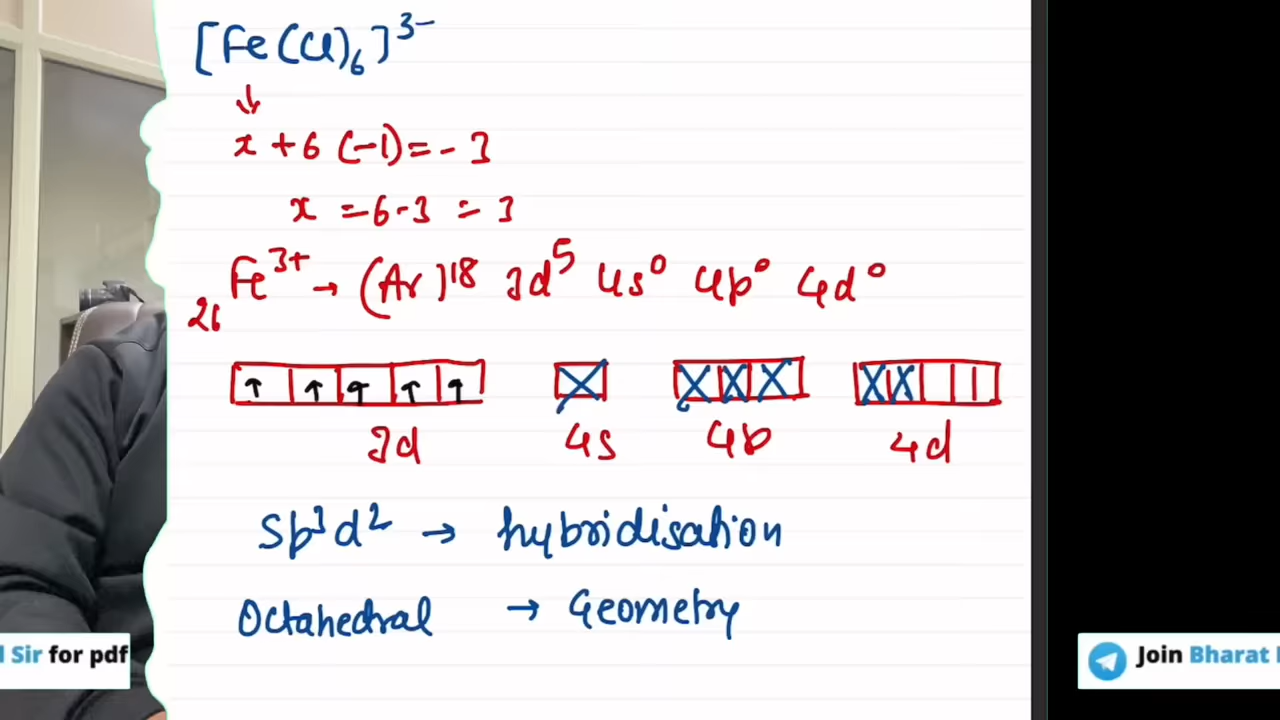 [Fe(Cl)6]3-
↓
x + 6 (-1) = - 3
x = 6 - 3 = 3
26Fe3+ → (Ar)18 3d5 4s0 4p0 4d0
↑ ↑ ↑ ↑ ↑
3d 4s 4p 4d
Sp3d2 → hybridisation
Octahedral → Geometry
Sir for pdf
Join Bharat